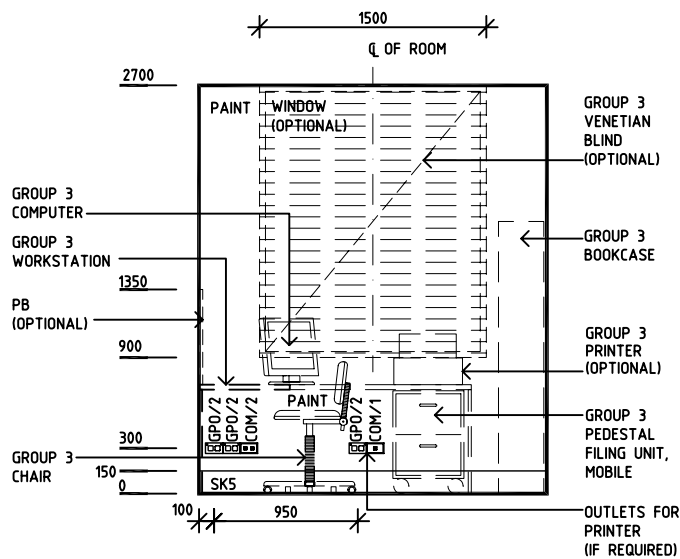 1500
℄ OF ROOM
2700
PAINT
WINDOW
(OPTIONAL)
GROUP 3
VENETIAN
BLIND
(OPTIONAL)
GROUP 3
COMPUTER
GROUP 3
WORKSTATION
GROUP 3
BOOKCASE
1350
PB
(OPTIONAL)
900
GROUP 3
PRINTER
(OPTIONAL)
PAINT
GPO/2
GPO/2
COM/2
GPO/2
COM/1
GROUP 3
PEDESTAL
FILING UNIT,
MOBILE
300
GROUP 3
CHAIR
150
0
SK5
100
950
OUTLETS FOR
PRINTER
(IF REQUIRED)